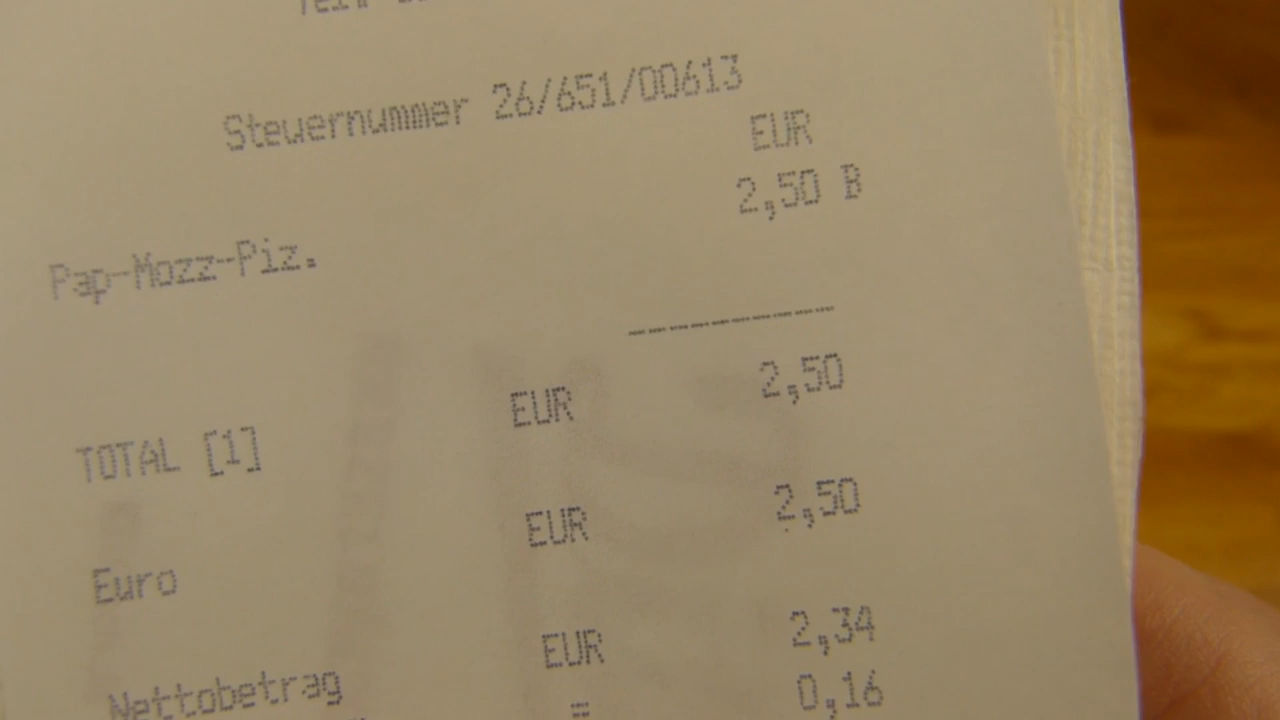 Steuernummer 26/651/00613
EUR
2,50 B
Pap-Mozz-Piz.
EUR 2,50
TOTAL [1]
EUR 2,50
Euro
EUR 2,34
Nettobetrag
= 0,16